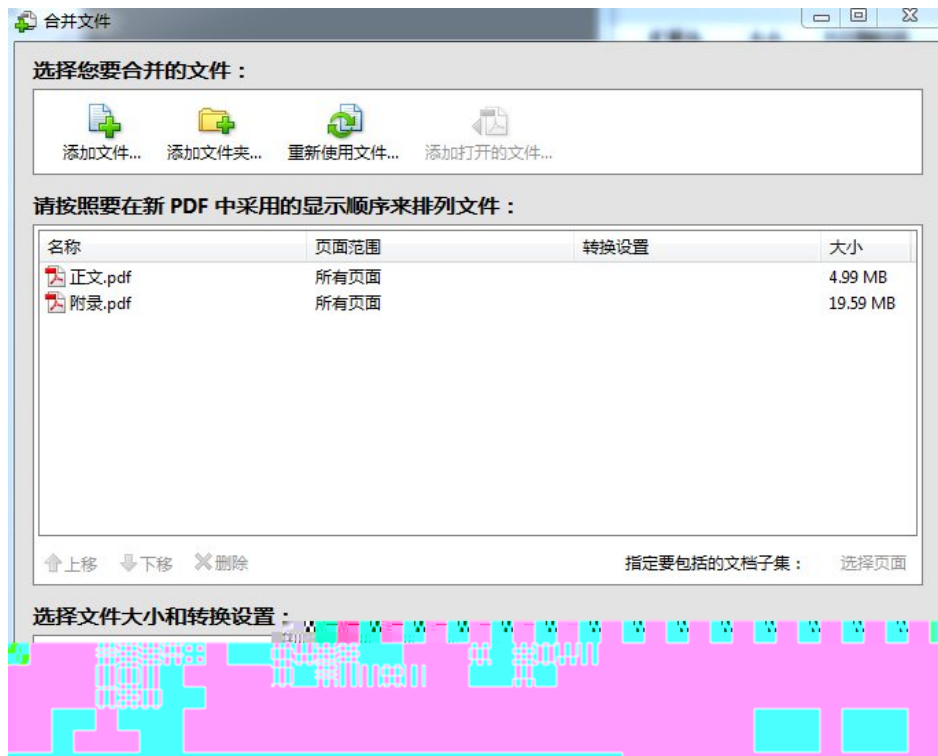 合并文件
选择您要合并的文件：
添加文件... 添加文件夹... 重新使用文件... 添加打开的文件...
请按照要在新 PDF 中采用的显示顺序来排列文件：
名称 页面范围 转换设置 大小
正文.pdf 所有页面 4.99 MB
附录.pdf 所有页面 19.59 MB
上移 下移 删除 指定要包括的文档子集： 选择页面
选择文件大小和转换设置：